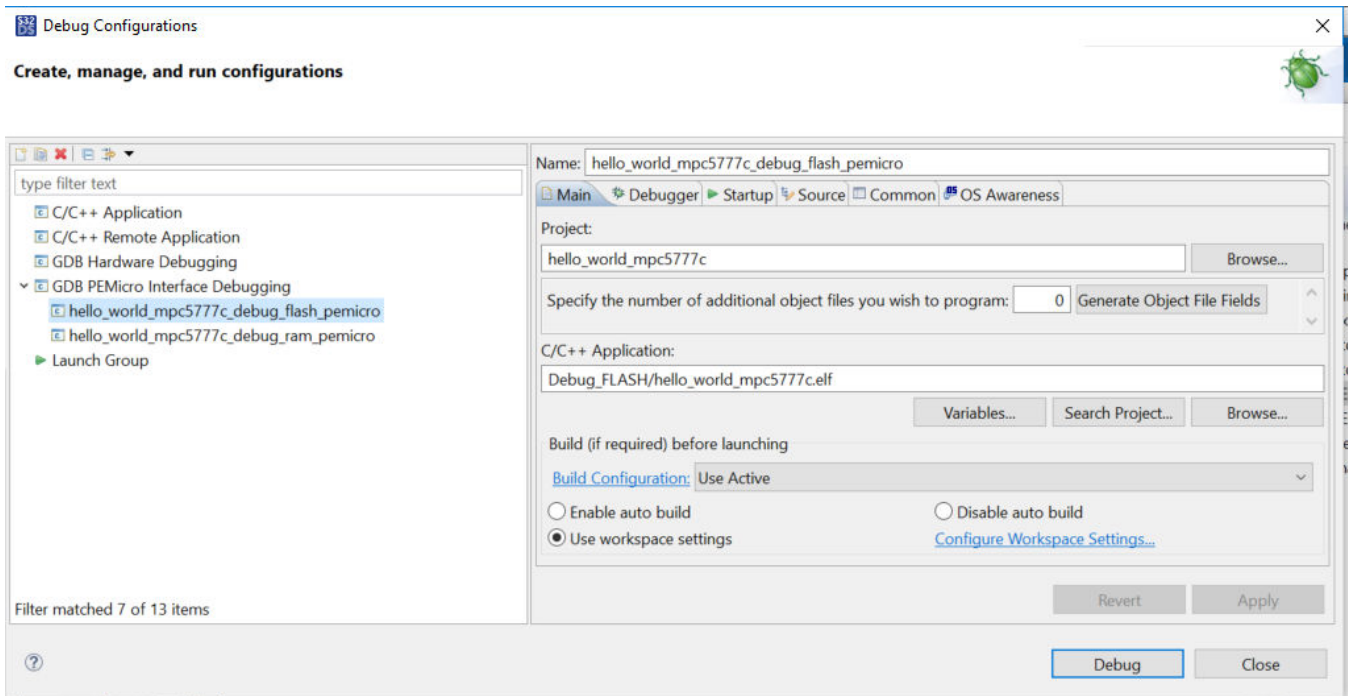 S32 DS Debug Configurations
Create, manage, and run configurations
type filter text
C/C++ Application
C/C++ Remote Application
GDB Hardware Debugging
GDB PEMicro Interface Debugging
hello_world_mpc5777c_debug_flash_pemicro
hello_world_mpc5777c_debug_ram_pemicro
Launch Group
Filter matched 7 of 13 items
Name: hello_world_mpc5777c_debug_flash_pemicro
Main Debugger Startup Source Common OS Awareness
Project:
hello_world_mpc5777c Browse...
Specify the number of additional object files you wish to program: 0 Generate Object File Fields
C/C++ Application:
Debug_FLASH/hello_world_mpc5777c.elf
Variables... Search Project... Browse...
Build (if required) before launching
Build Configuration: Use Active
Enable auto build Disable auto build
Use workspace settings Configure Workspace Settings...
Revert Apply
? Debug Close